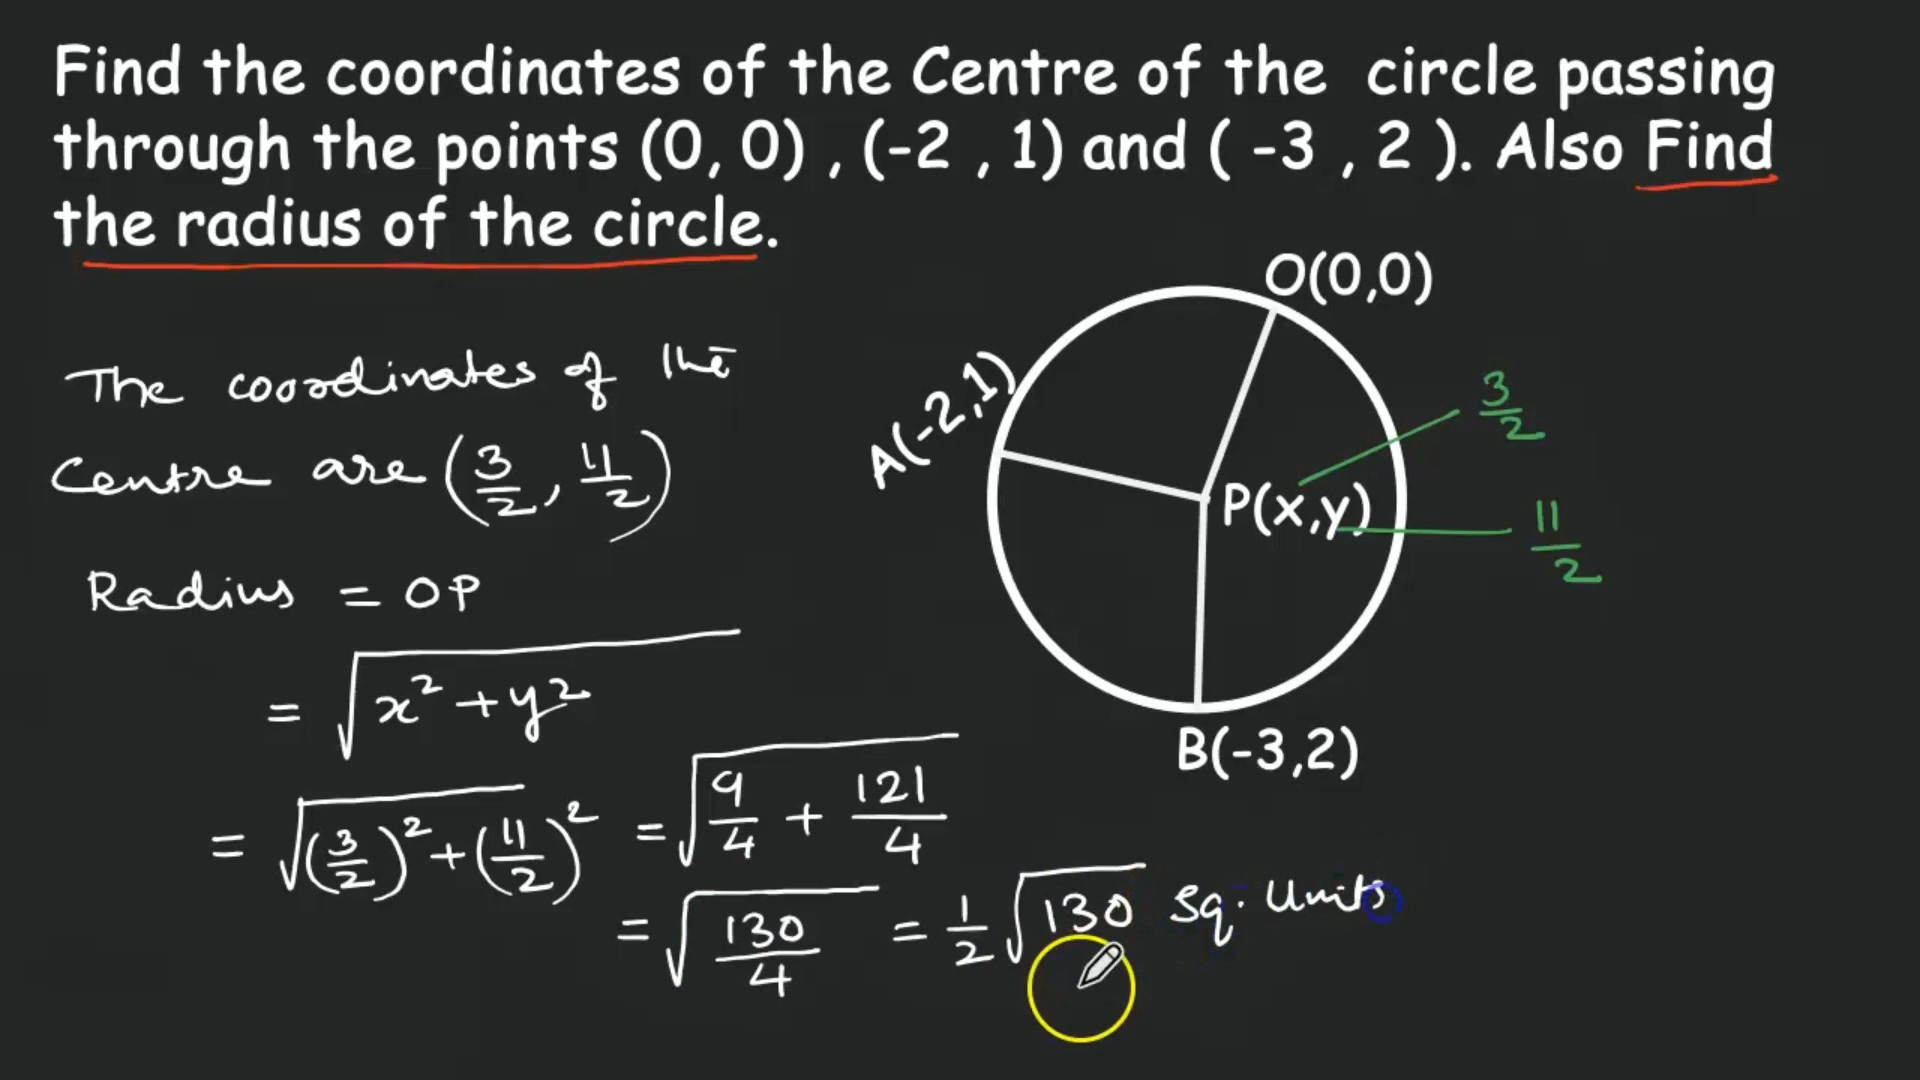 Find the coordinates of the Centre of the circle passing
through the points (0, 0) , (-2 , 1) and ( -3 , 2 ). Also Find
the radius of the circle.
O(0,0)
A(-2,1)
P(x,y)
B(-3,2)
3/2
11/2
The coordinates of the
Centre are (3/2, 11/2)
Radius = OP
= √(x² + y²)
= √((3/2)² + (11/2)²) = √(9/4 + 121/4)
= √(130/4) = 1/2 √130 Sq. Units